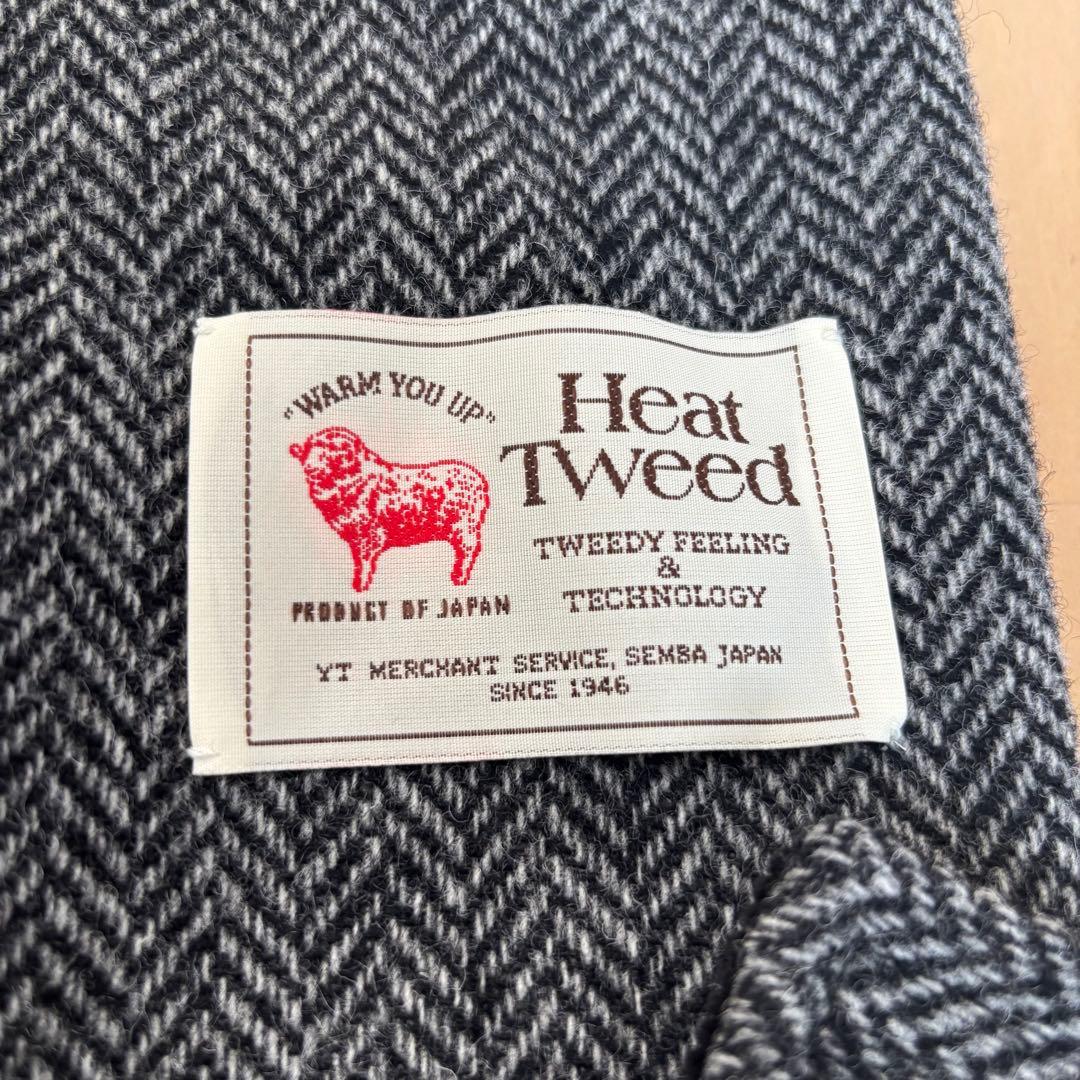 "WARM YOU UP"
PRODUCT OF JAPAN
Heat
Tweed
TWEEDY FEELING
&
TECHNOLOGY
YT MERCHANT SERVICE, SEMBA JAPAN
SINCE 1946